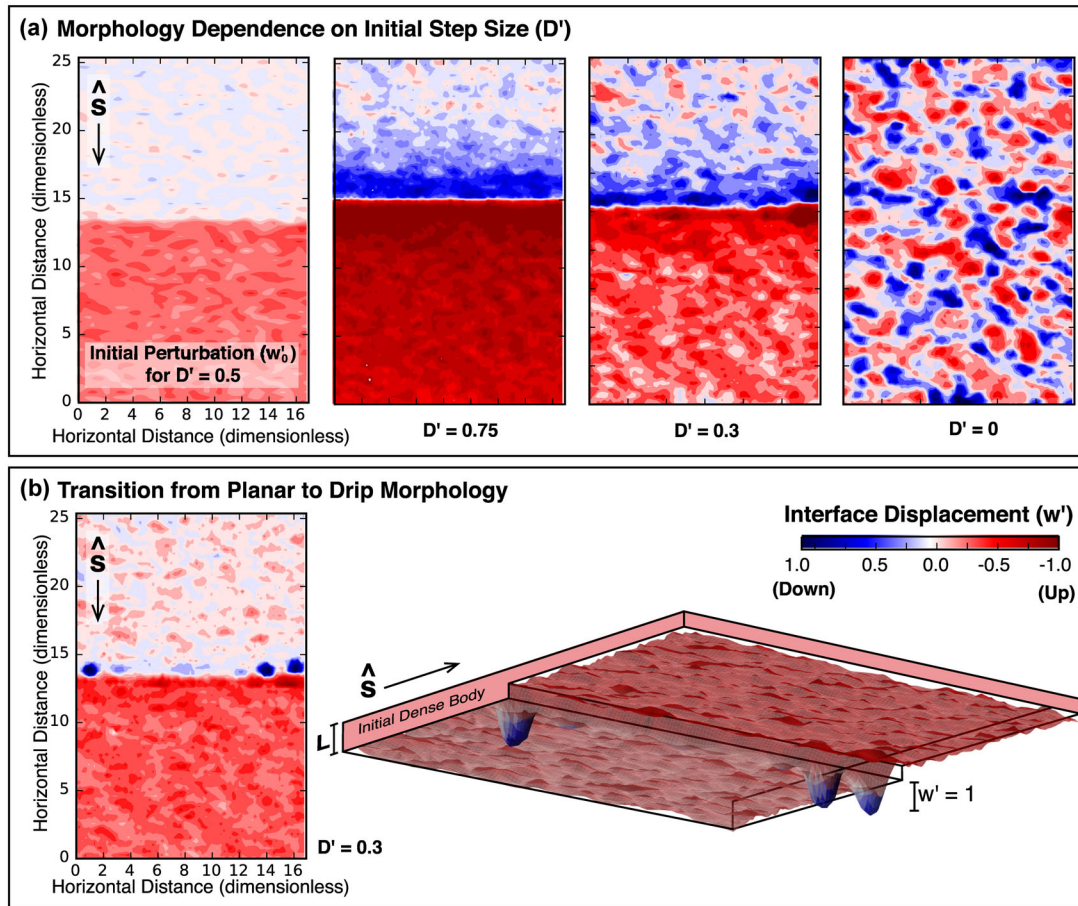 (a) Morphology Dependence on Initial Step Size (D')
Horizontal Distance (dimensionless)
25
20
15
10
5
0
ŝ
Initial Perturbation (w'₀)
for D' = 0.5
0 2 4 6 8 10 12 14 16
Horizontal Distance (dimensionless)
D' = 0.75
D' = 0.3
D' = 0
(b) Transition from Planar to Drip Morphology
Horizontal Distance (dimensionless)
25
20
15
10
5
0
ŝ
0 2 4 6 8 10 12 14 16
Horizontal Distance (dimensionless)
D' = 0.3
Interface Displacement (w')
1.0 0.5 0.0 -0.5 -1.0
(Down) (Up)
ŝ
Initial Dense Body
L
w' = 1